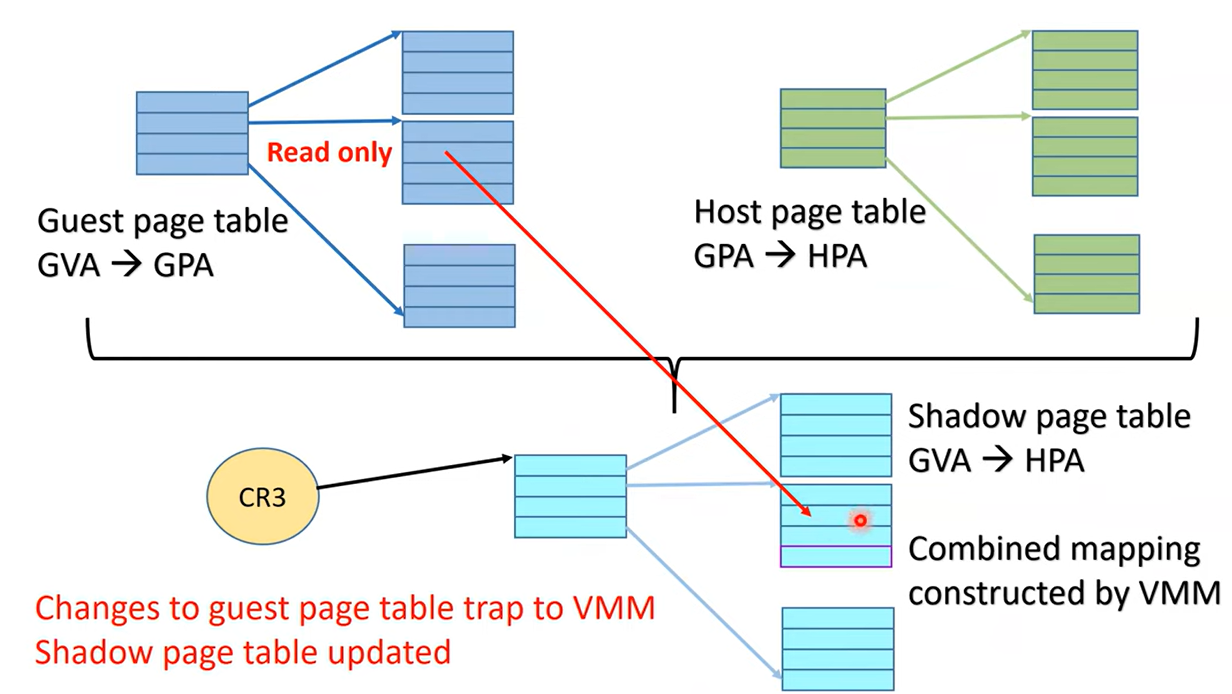 Read only
Guest page table
GVA → GPA
Host page table
GPA → HPA
Shadow page table
GVA → HPA
CR3
Combined mapping
constructed by VMM
Changes to guest page table trap to VMM
Shadow page table updated